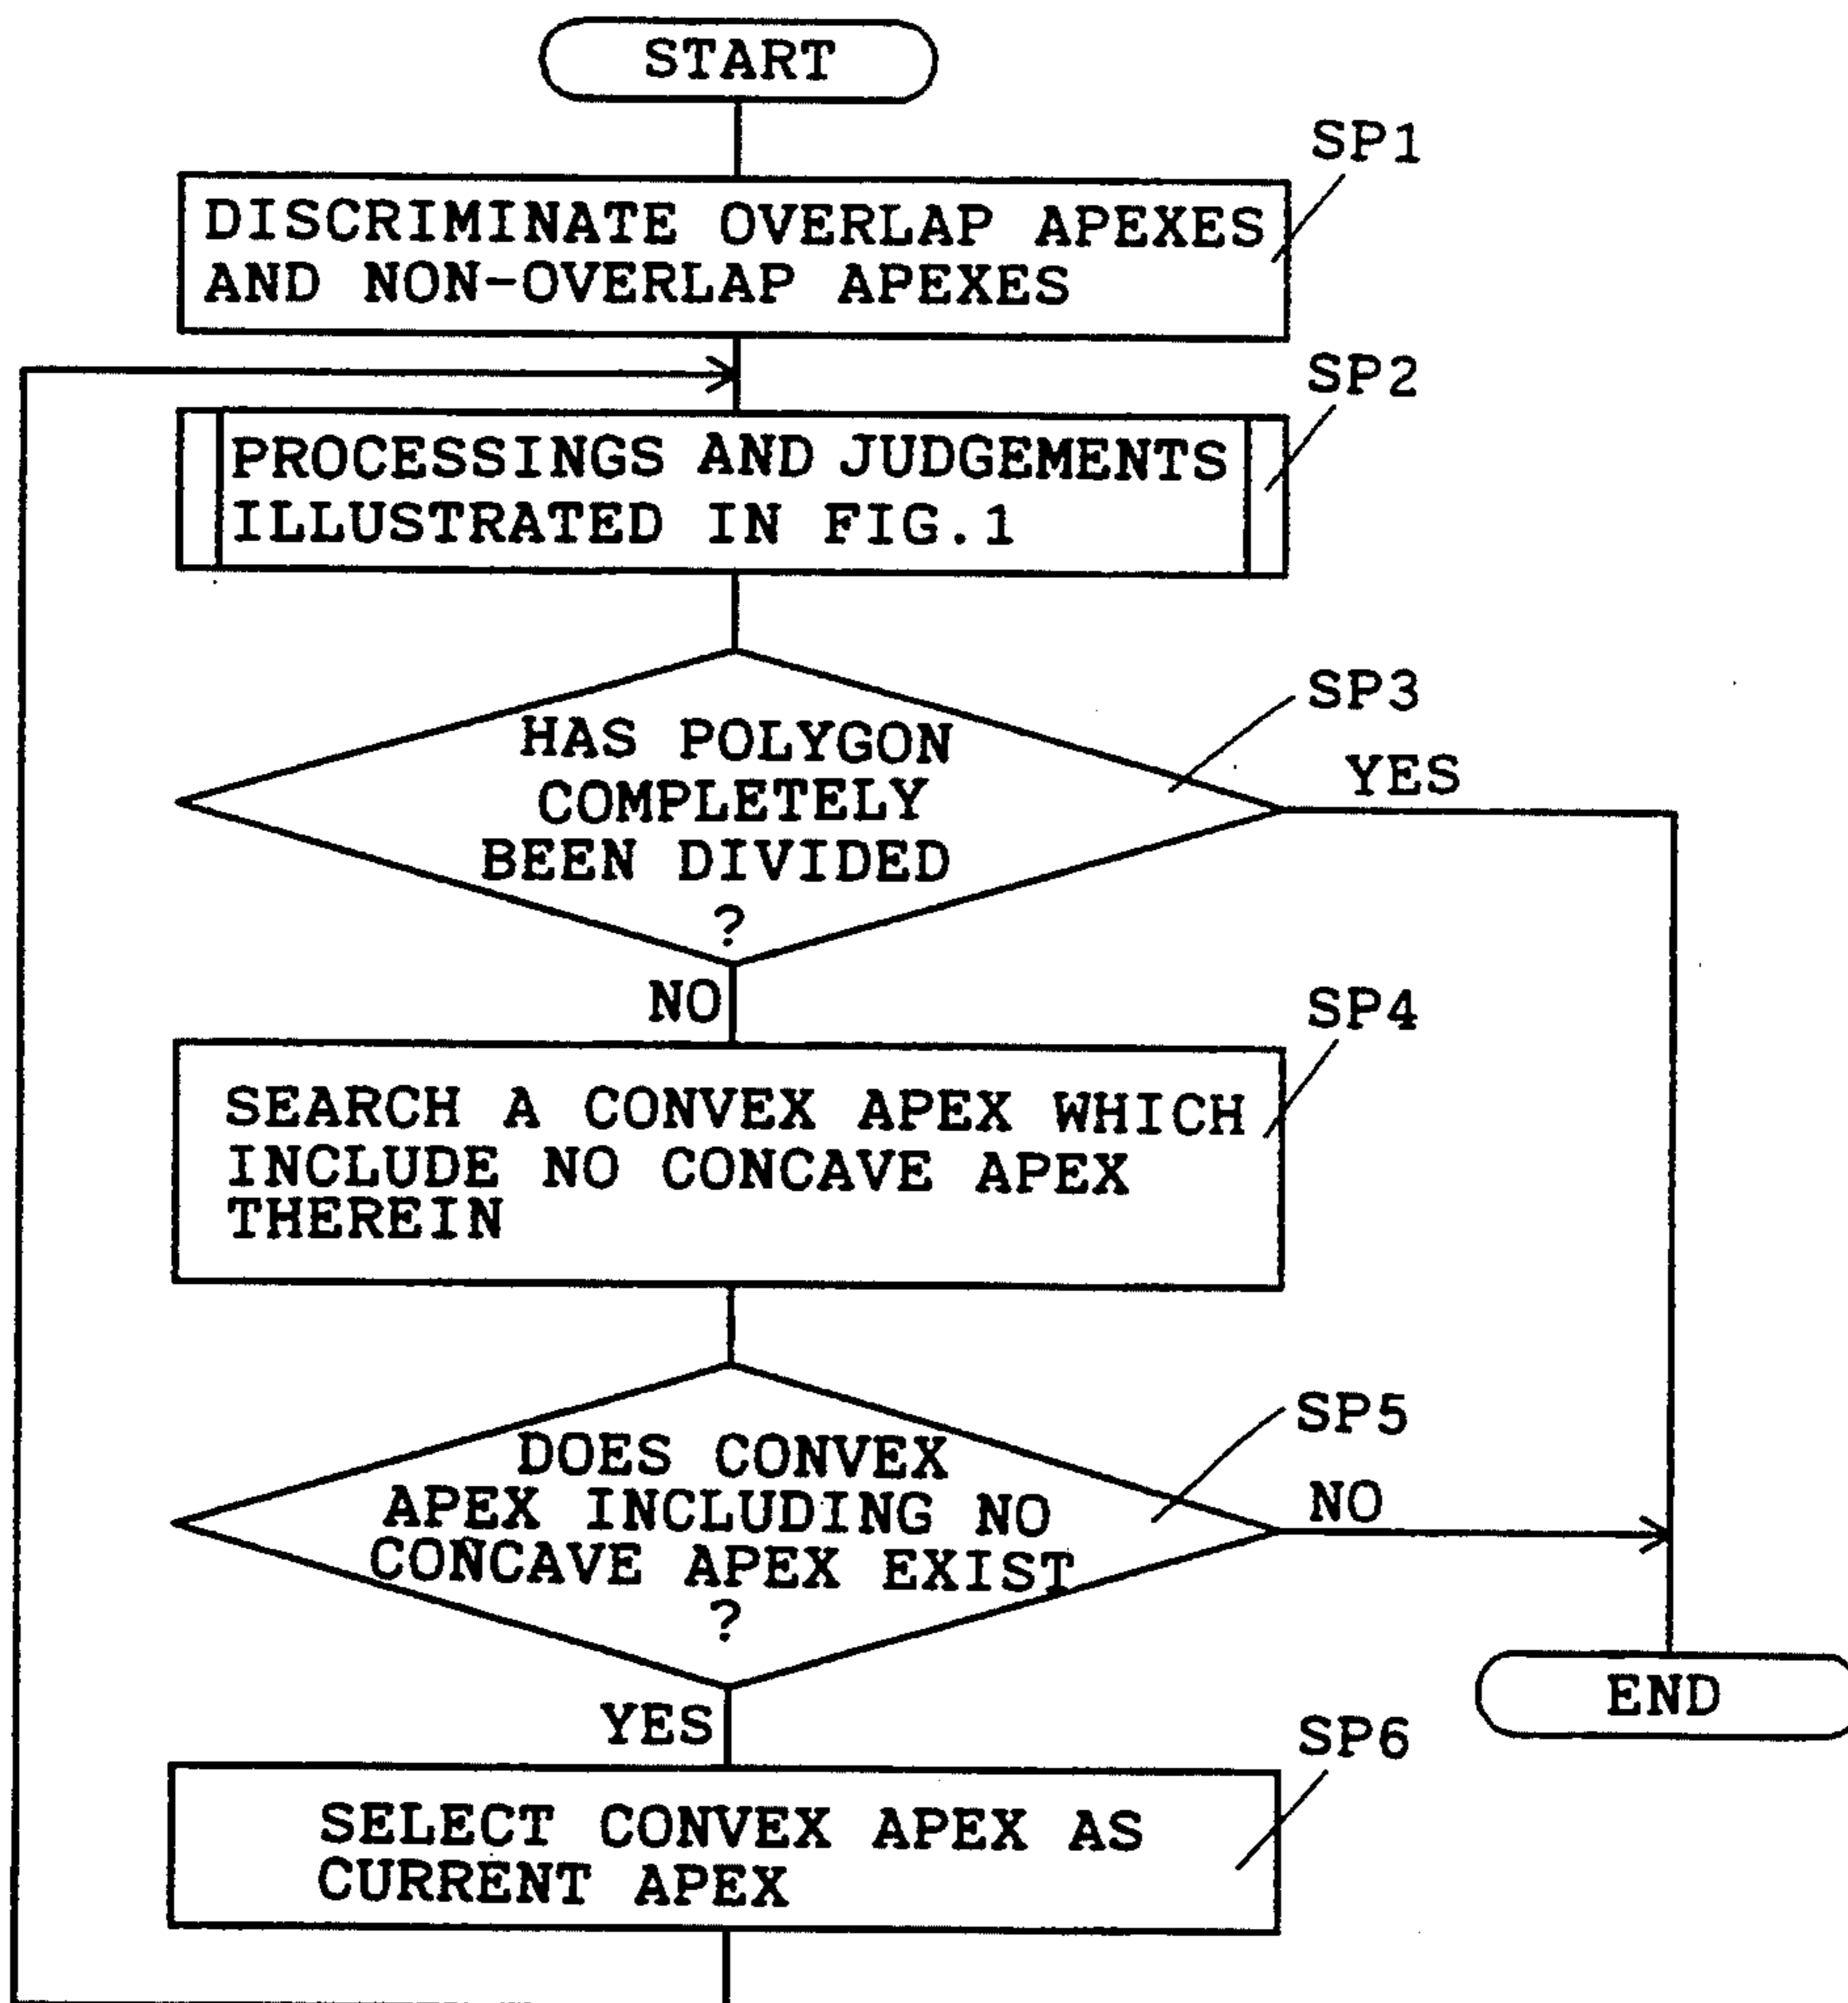 START
SP1
DISCRIMINATE OVERLAP APEXES
AND NON-OVERLAP APEXES
SP2
PROCESSINGS AND JUDGEMENTS
ILLUSTRATED IN FIG.1
SP3
HAS POLYGON
COMPLETELY
BEEN DIVIDED
?
YES
NO
SP4
SEARCH A CONVEX APEX WHICH
INCLUDE NO CONCAVE APEX
THEREIN
SP5
DOES CONVEX
APEX INCLUDING NO
CONCAVE APEX EXIST
?
NO
YES
END
SP6
SELECT CONVEX APEX AS
CURRENT APEX